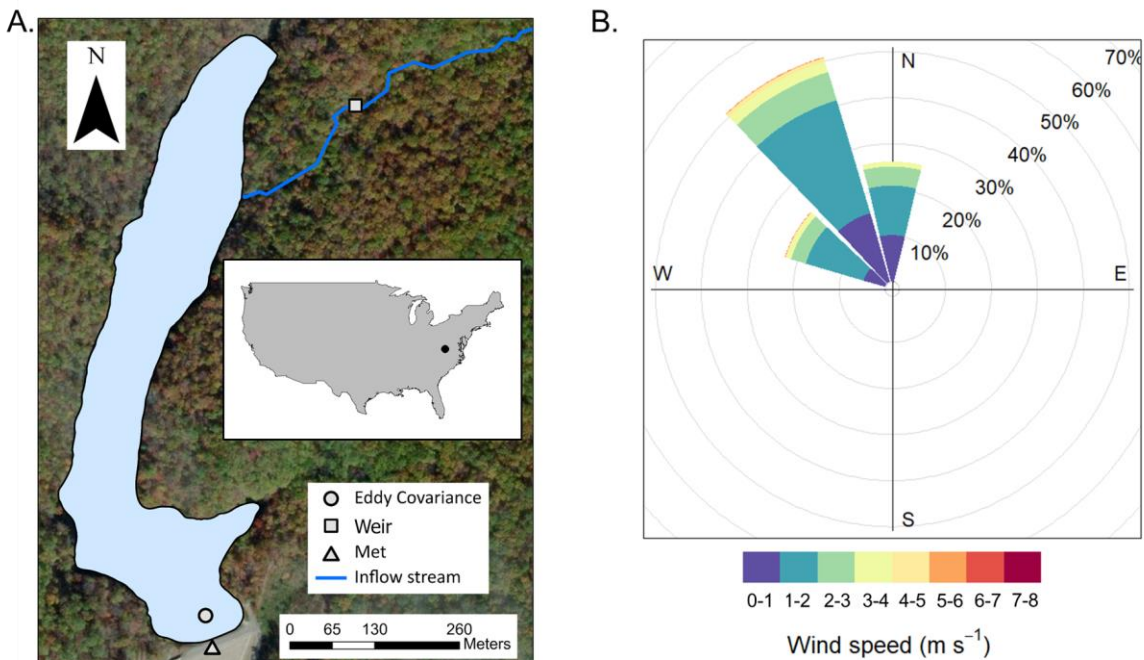 A.
N
Eddy Covariance
Weir
Met
Inflow stream
0 65 130 260
Meters
B.
N
70%
60%
50%
40%
30%
20%
10%
W
E
S
0-1 1-2 2-3 3-4 4-5 5-6 6-7 7-8
Wind speed (m s⁻¹)